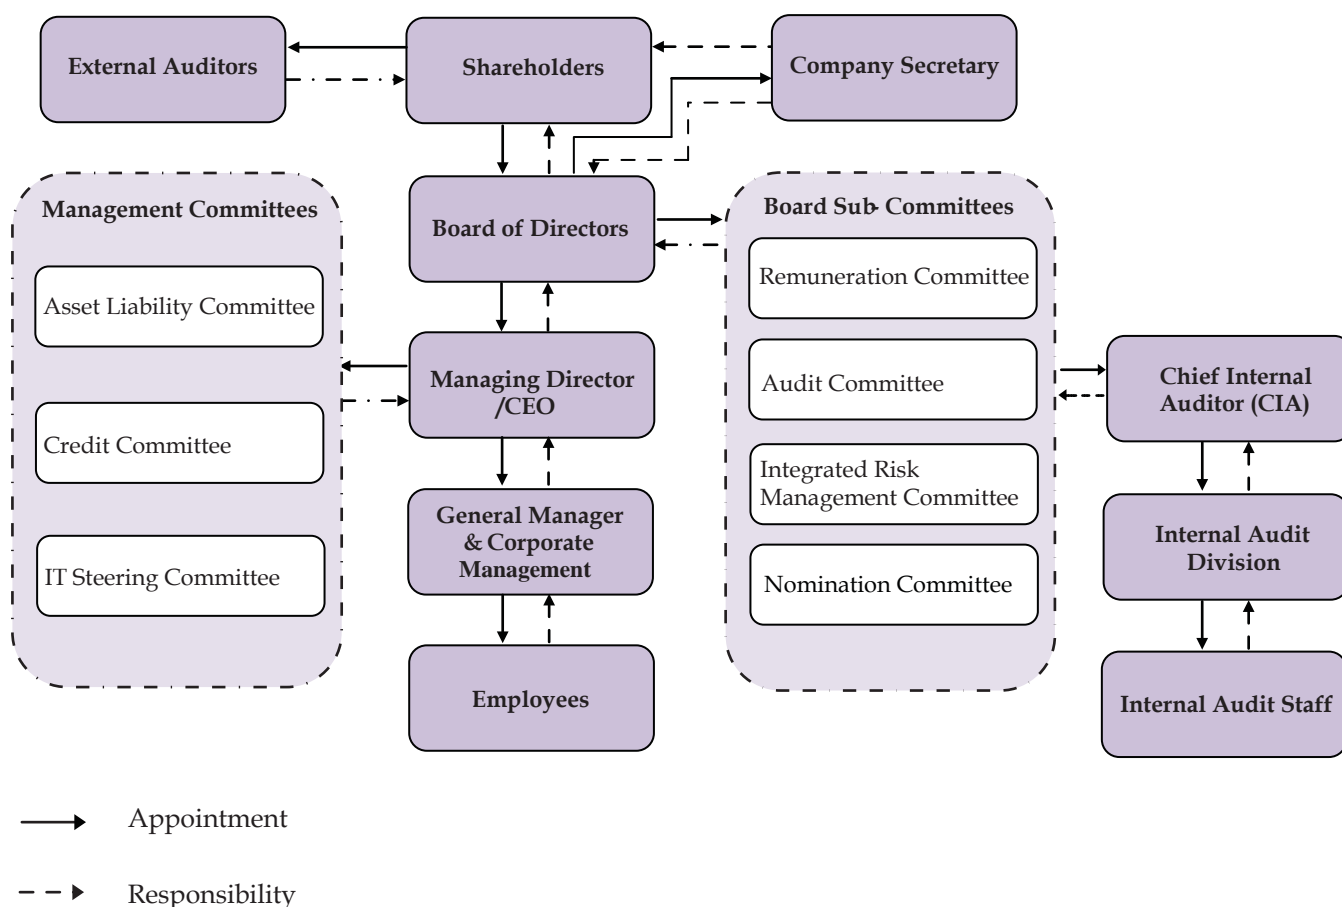 External Auditors
Shareholders
Company Secretary
Management Committees
Asset Liability Committee
Credit Committee
IT Steering Committee
Board of Directors
Managing Director
/CEO
General Manager
& Corporate
Management
Employees
Board Sub- Committees
Remuneration Committee
Audit Committee
Integrated Risk
Management Committee
Nomination Committee
Chief Internal
Auditor (CIA)
Internal Audit
Division
Internal Audit Staff
Appointment
Responsibility